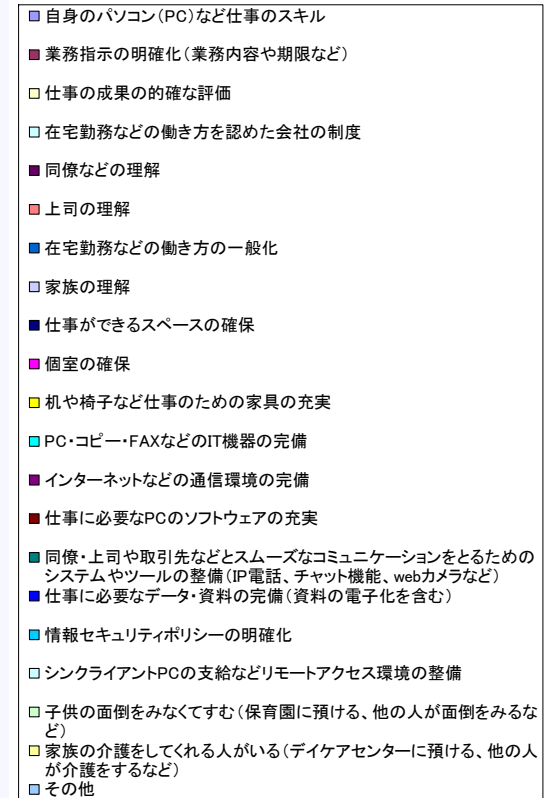 自身のパソコン(PC)など仕事のスキル
業務指示の明確化(業務内容や期限など)
仕事の成果の的確な評価
在宅勤務などの働き方を認めた会社の制度
同僚などの理解
上司の理解
在宅勤務などの働き方の一般化
家族の理解
仕事ができるスペースの確保
個室の確保
机や椅子など仕事のための家具の充実
PC・コピー・FAXなどのIT機器の完備
インターネットなどの通信環境の完備
仕事に必要なPCのソフトウェアの充実
同僚・上司や取引先などとスムーズなコミュニケーションをとるための
システムやツールの整備(IP電話、チャット機能、webカメラなど)
仕事に必要なデータ・資料の完備(資料の電子化を含む)
情報セキュリティポリシーの明確化
シンクライアントPCの支給などリモートアクセス環境の整備
子供の面倒をみなくてすむ(保育園に預ける、他の人が面倒をみるな
ど)
家族の介護をしてくれる人がいる(デイケアセンターに預ける、他の人
が介護をするなど)
その他